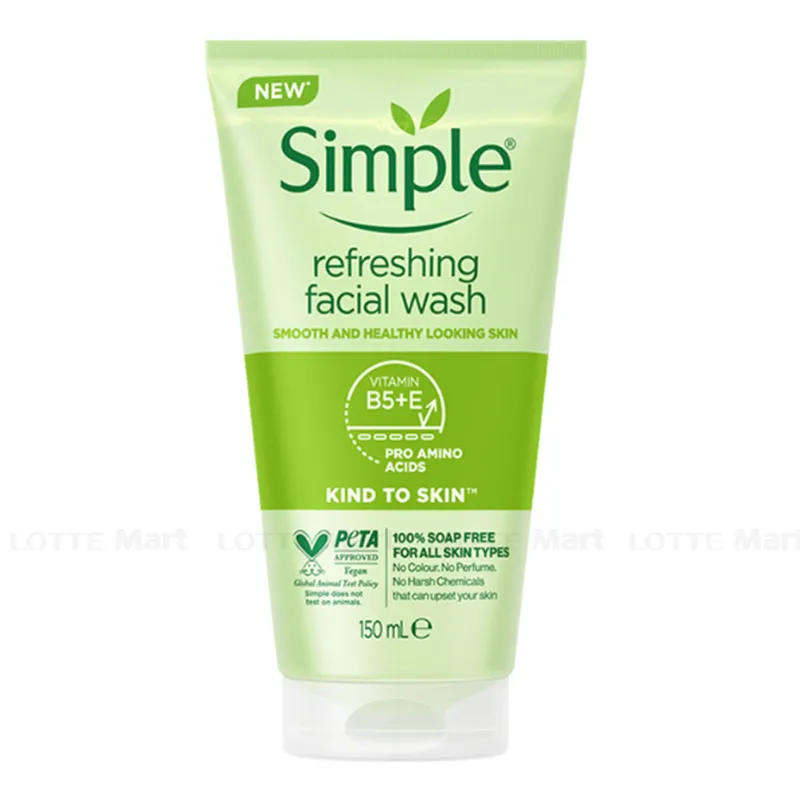 NEW*
Simple®
refreshing
facial wash
SMOOTH AND HEALTHY LOOKING SKIN
VITAMIN
B5+E
PRO AMINO
ACIDS
KIND TO SKIN™
PETA
APPROVED
Vegan
Global Animal Test Policy
Simple does not
test on animals.
100% SOAP FREE
FOR ALL SKIN TYPES
No Colour. No Perfume.
No Harsh Chemicals
that can upset your skin
150 mL ℮
LOTTE Mart LOTTE Mart LOTTE Mart